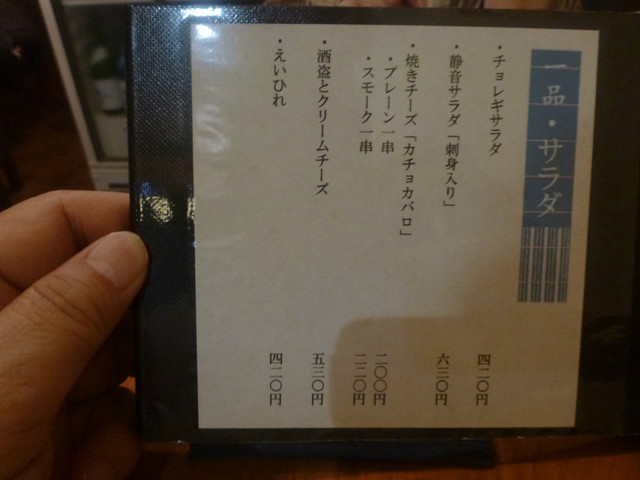 一品・サラダ
・チョレギサラダ 四二〇円
・静音サラダ「刺身入り」 六三〇円
・焼きチーズ「カチョカバロ」
・プレーン一串 二〇〇円
・スモーク一串 二二〇円
・酒盗とクリームチーズ 五三〇円
・えいひれ 四二〇円